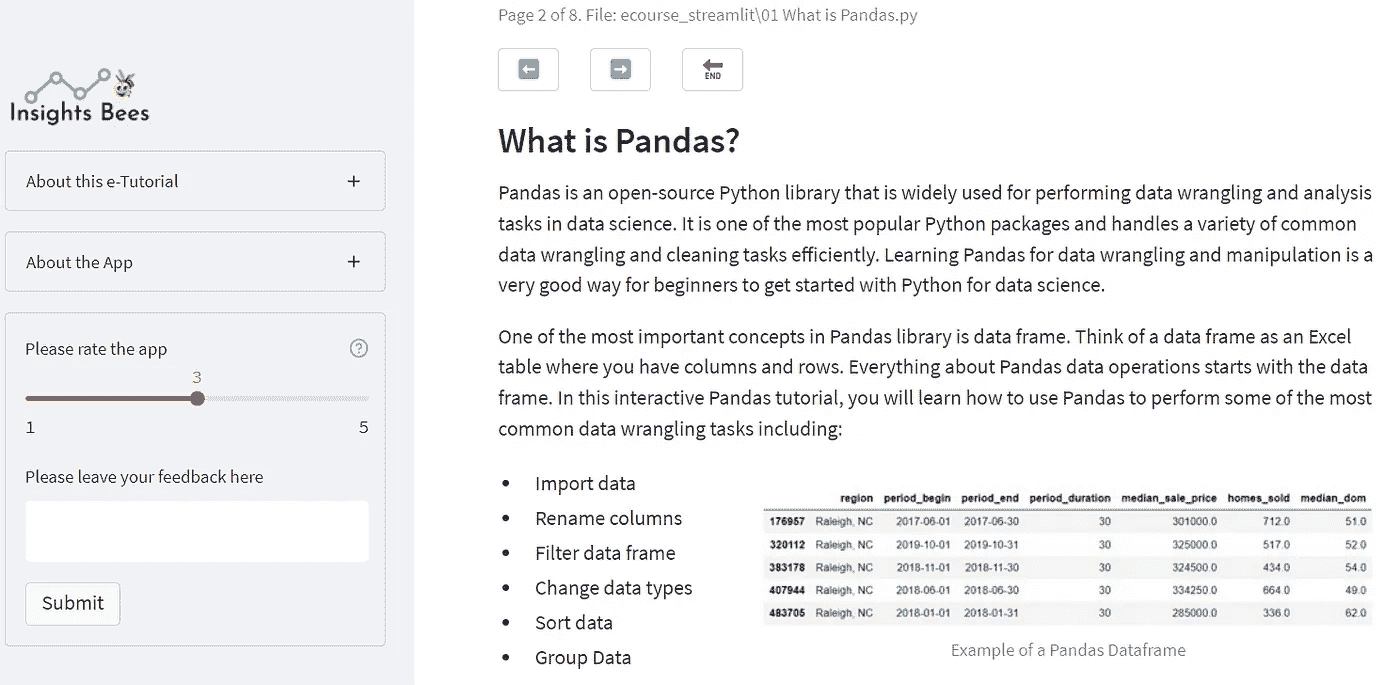 Page 2 of 8. File: ecourse_streamlit\01 What is Pandas.py
END
Insights Bees
About this e-Tutorial +
About the App +
Please rate the app ?
3
1 5
Please leave your feedback here
Submit
What is Pandas?
Pandas is an open-source Python library that is widely used for performing data wrangling and analysis
tasks in data science. It is one of the most popular Python packages and handles a variety of common
data wrangling and cleaning tasks efficiently. Learning Pandas for data wrangling and manipulation is a
very good way for beginners to get started with Python for data science.
One of the most important concepts in Pandas library is data frame. Think of a data frame as an Excel
table where you have columns and rows. Everything about Pandas data operations starts with the data
frame. In this interactive Pandas tutorial, you will learn how to use Pandas to perform some of the most
common data wrangling tasks including:
• Import data
• Rename columns
• Filter data frame
• Change data types
• Sort data
• Group Data
region period_begin period_end period_duration median_sale_price homes_sold median_dom
176957 Raleigh, NC 2017-06-01 2017-06-30 30 301000.0 712.0 51.0
320112 Raleigh, NC 2019-10-01 2019-10-31 30 325000.0 517.0 52.0
383178 Raleigh, NC 2018-11-01 2018-11-30 30 324500.0 434.0 54.0
407944 Raleigh, NC 2018-06-01 2018-06-30 30 334250.0 664.0 49.0
483705 Raleigh, NC 2018-01-01 2018-01-31 30 285000.0 336.0 62.0
Example of a Pandas Dataframe